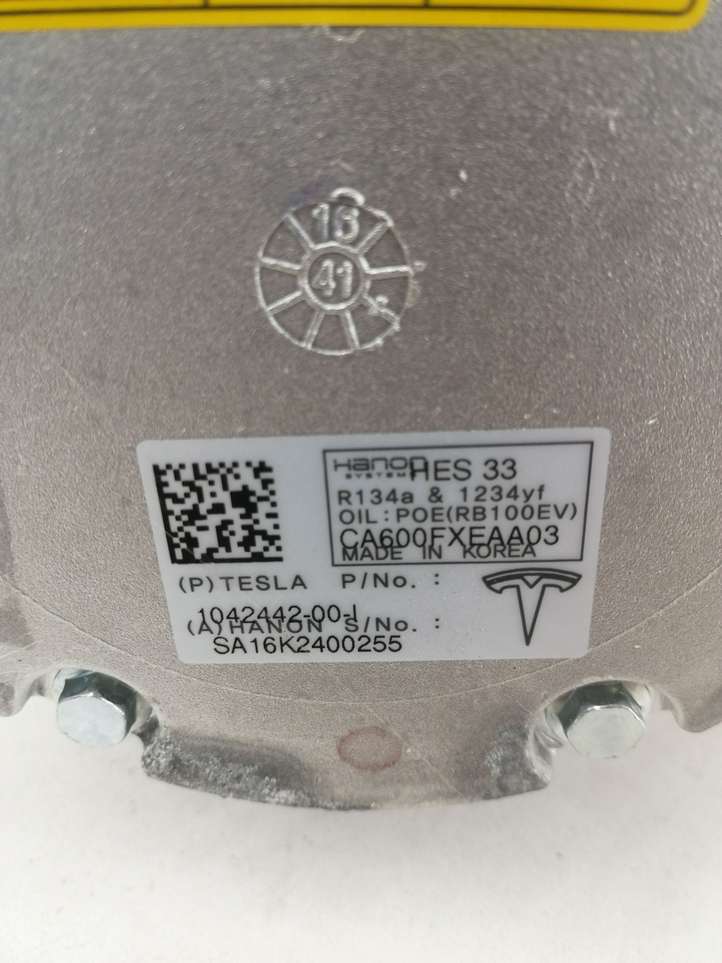 16
41
HANON SYSTEM HES 33
R134a & 1234yf
OIL:POE(RB100EV)
CA600FXEAA03
MADE IN KOREA
(P)TESLA P/No. :
1042442-00-I
(A)HANON S/No. :
SA16K2400255